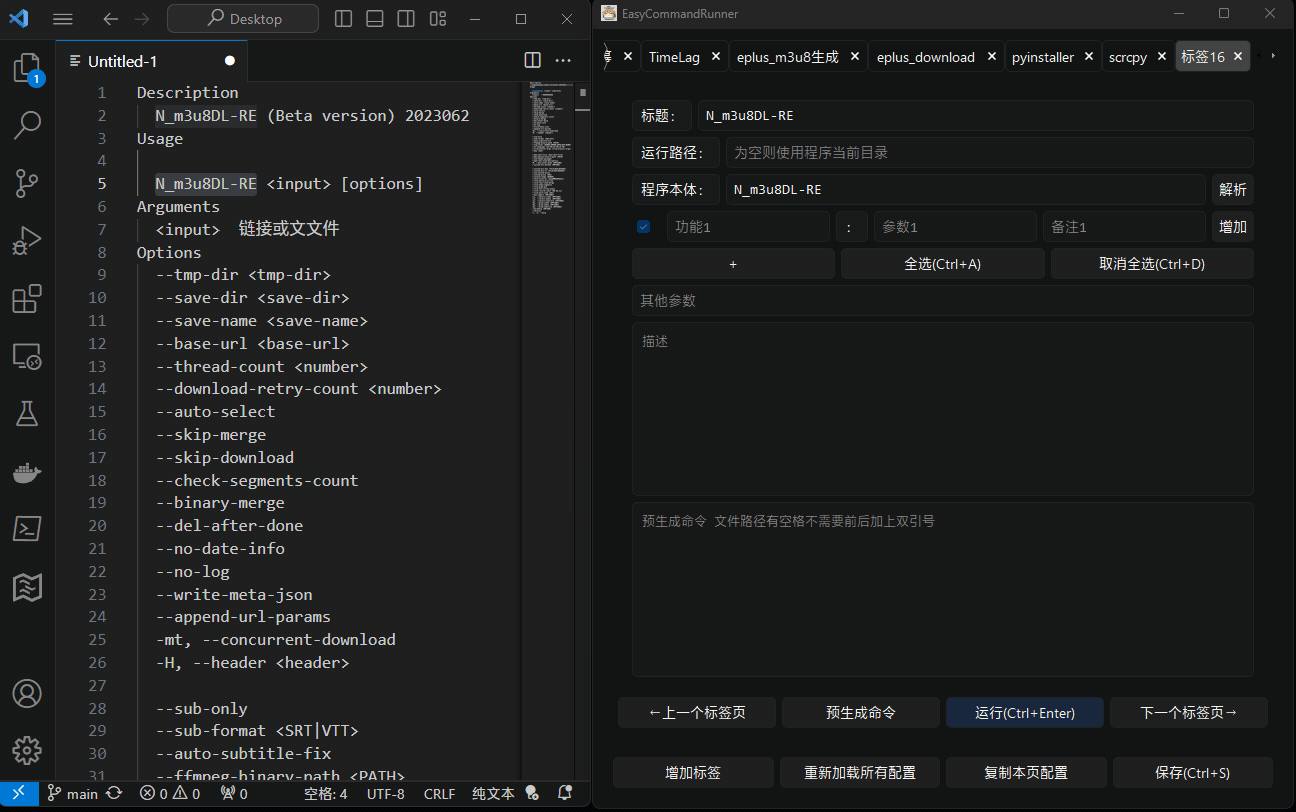 Desktop
Untitled-1
1
1 Description
2 N_m3u8DL-RE (Beta version) 2023062
3 Usage
4
5 N_m3u8DL-RE <input> [options]
6 Arguments
7 <input> 链接或文文件
8 Options
9 --tmp-dir <tmp-dir>
10 --save-dir <save-dir>
11 --save-name <save-name>
12 --base-url <base-url>
13 --thread-count <number>
14 --download-retry-count <number>
15 --auto-select
16 --skip-merge
17 --skip-download
18 --check-segments-count
19 --binary-merge
20 --del-after-done
21 --no-date-info
22 --no-log
23 --write-meta-json
24 --append-url-params
25 -mt, --concurrent-download
26 -H, --header <header>
27
28 --sub-only
29 --sub-format <SRT|VTT>
30 --auto-subtitle-fix
31 --ffmpeg-binary-path <PATH>
main 0 0 0 空格: 4 UTF-8 CRLF 纯文本
EasyCommandRunner
TimeLag eplus_m3u8生成 eplus_download pyinstaller scrcpy 标签16
标题: N_m3u8DL-RE
运行路径: 为空则使用程序当前目录
程序本体: N_m3u8DL-RE 解析
功能1 : 参数1 备注1 增加
+ 全选(Ctrl+A) 取消全选(Ctrl+D)
其他参数
描述
预生成命令 文件路径有空格不需要前后加上双引号
←上一个标签页 预生成命令 运行(Ctrl+Enter) 下一个标签页→
增加标签 重新加载所有配置 复制本页配置 保存(Ctrl+S)